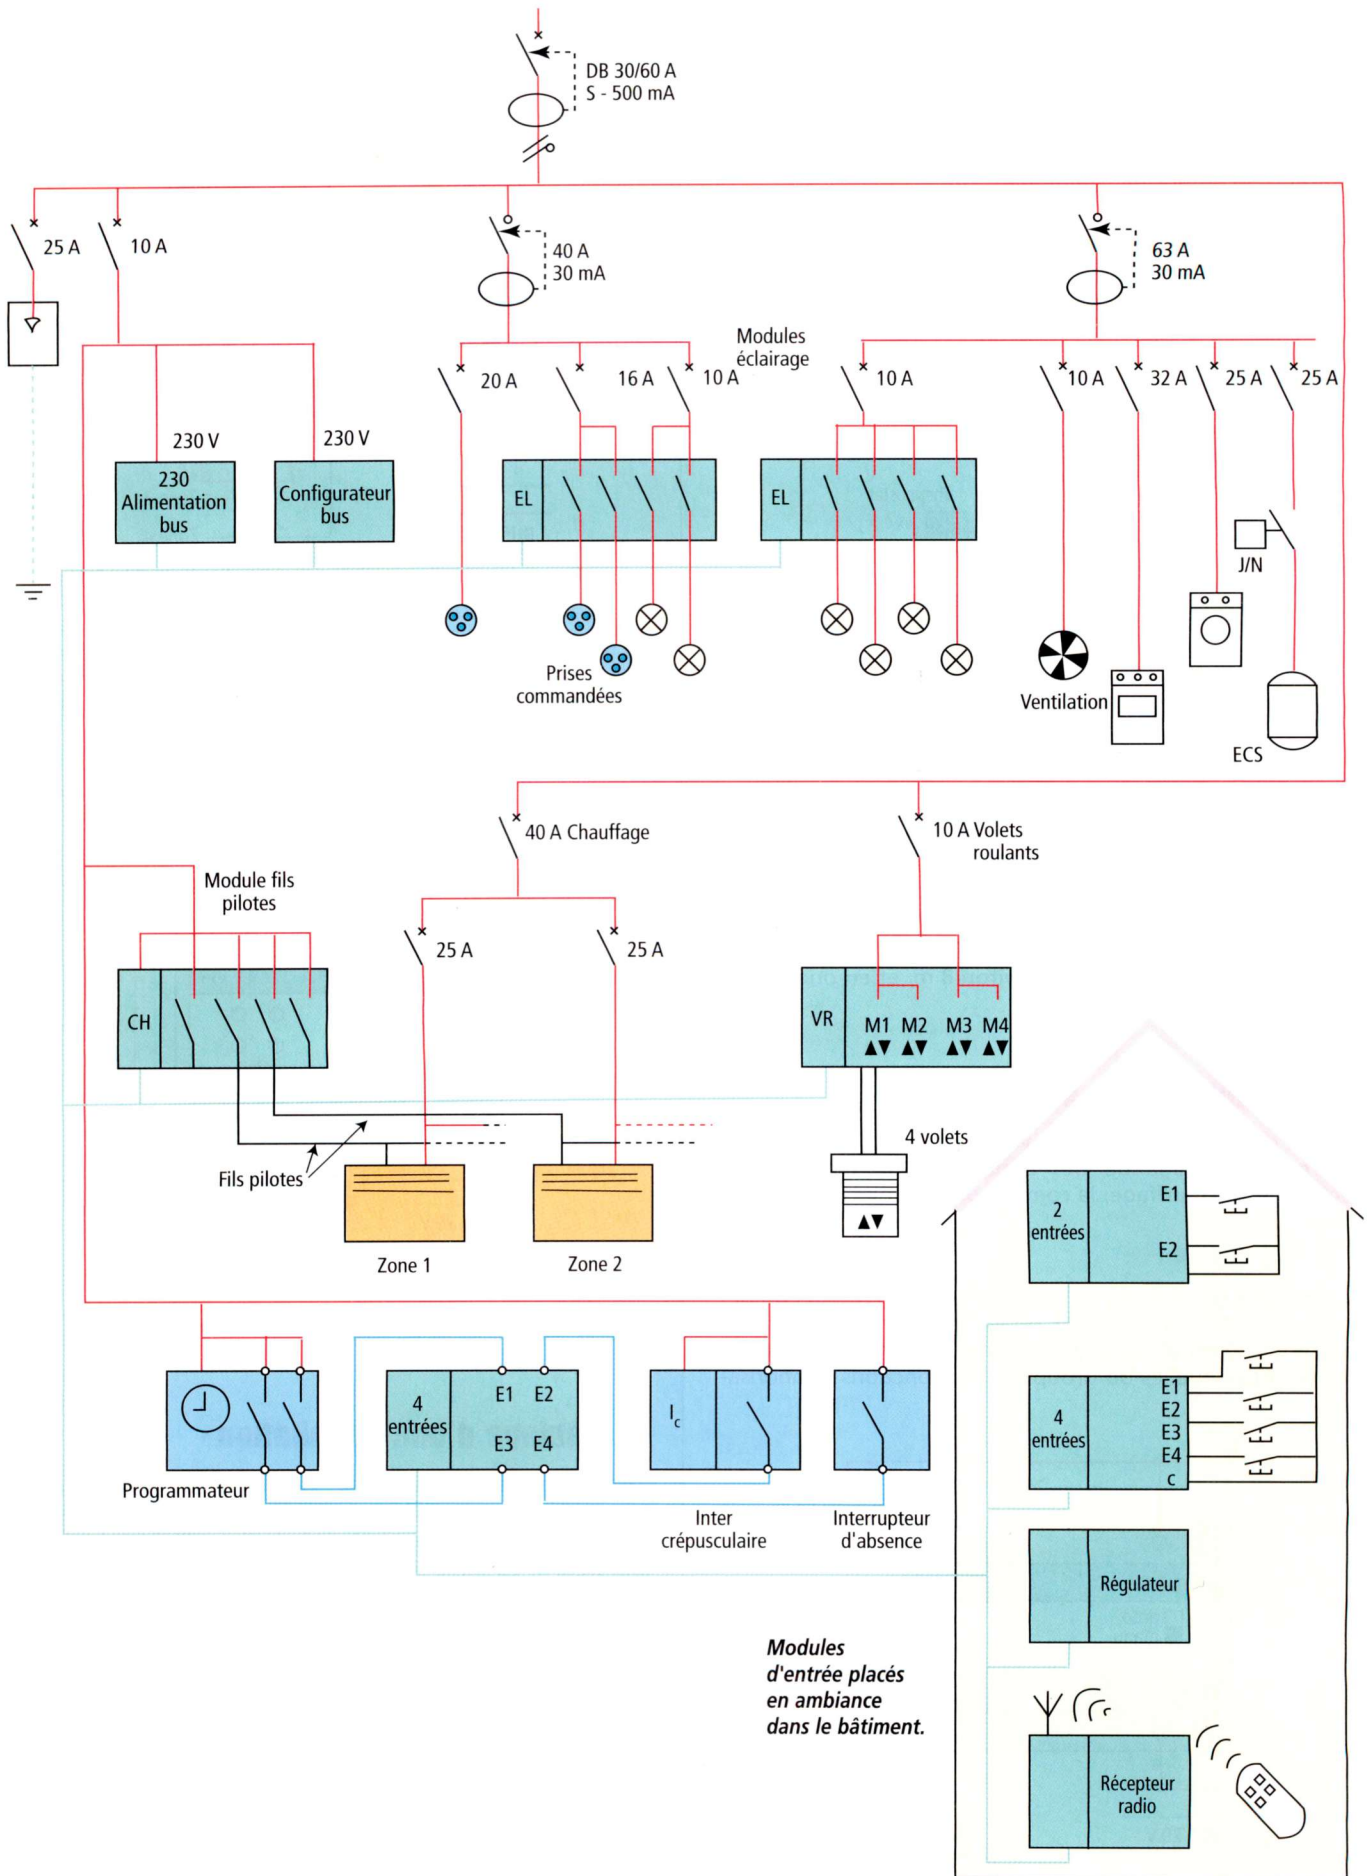 DB 30/60 A
S - 500 mA
25 A
10 A
40 A
30 mA
63 A
30 mA
Modules
éclairage
20 A
16 A
10 A
10 A
10 A
32 A
25 A
25 A
230 V
230 V
230
Alimentation
bus
Configurateur
bus
EL
EL
J/N
Prises
commandées
Ventilation
ECS
40 A Chauffage
10 A Volets
roulants
Module fils
pilotes
25 A
25 A
CH
VR
M1
M2
M3
M4
Fils pilotes
4 volets
Zone 1
Zone 2
2
entrées
E1
E2
4
entrées
E1
E2
E3
E4
Ic
4
entrées
E1
E2
E3
E4
c
Programmateur
Inter
crépusculaire
Interrupteur
d'absence
Régulateur
Modules
d'entrée placés
en ambiance
dans le bâtiment.
Récepteur
radio